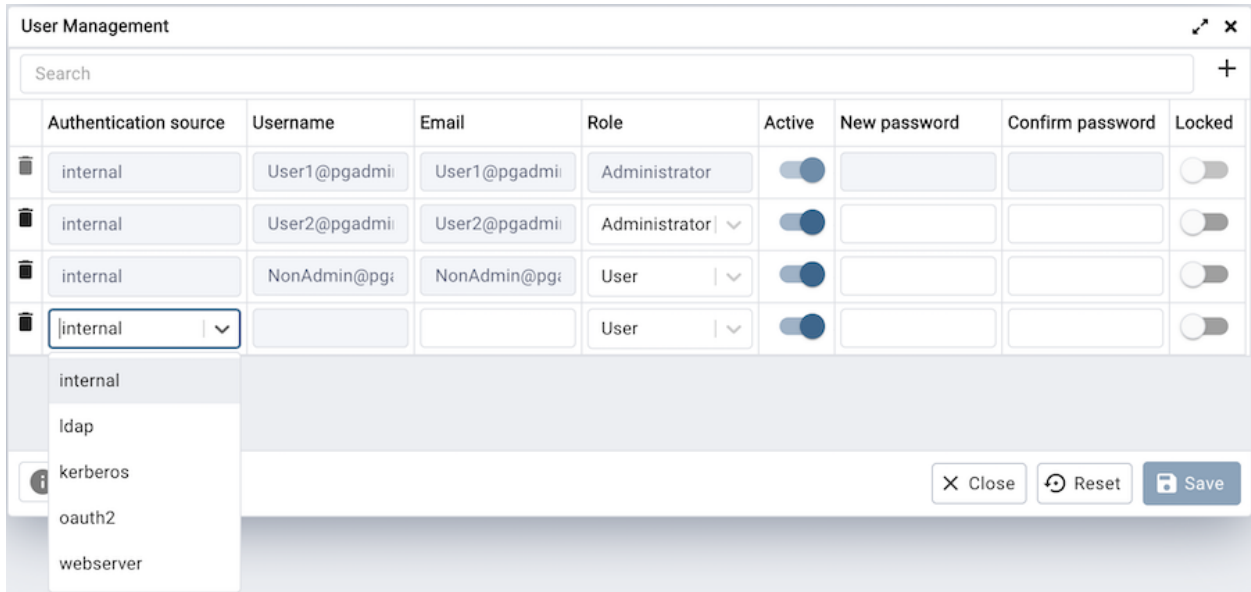 User Management
Search
Authentication source Username Email Role Active New password Confirm password Locked
internal User1@pgadmi User1@pgadmi Administrator
internal User2@pgadmi User2@pgadmi Administrator
internal NonAdmin@pga NonAdmin@pga User
internal User
internal
ldap
kerberos
oauth2
webserver
Close Reset Save